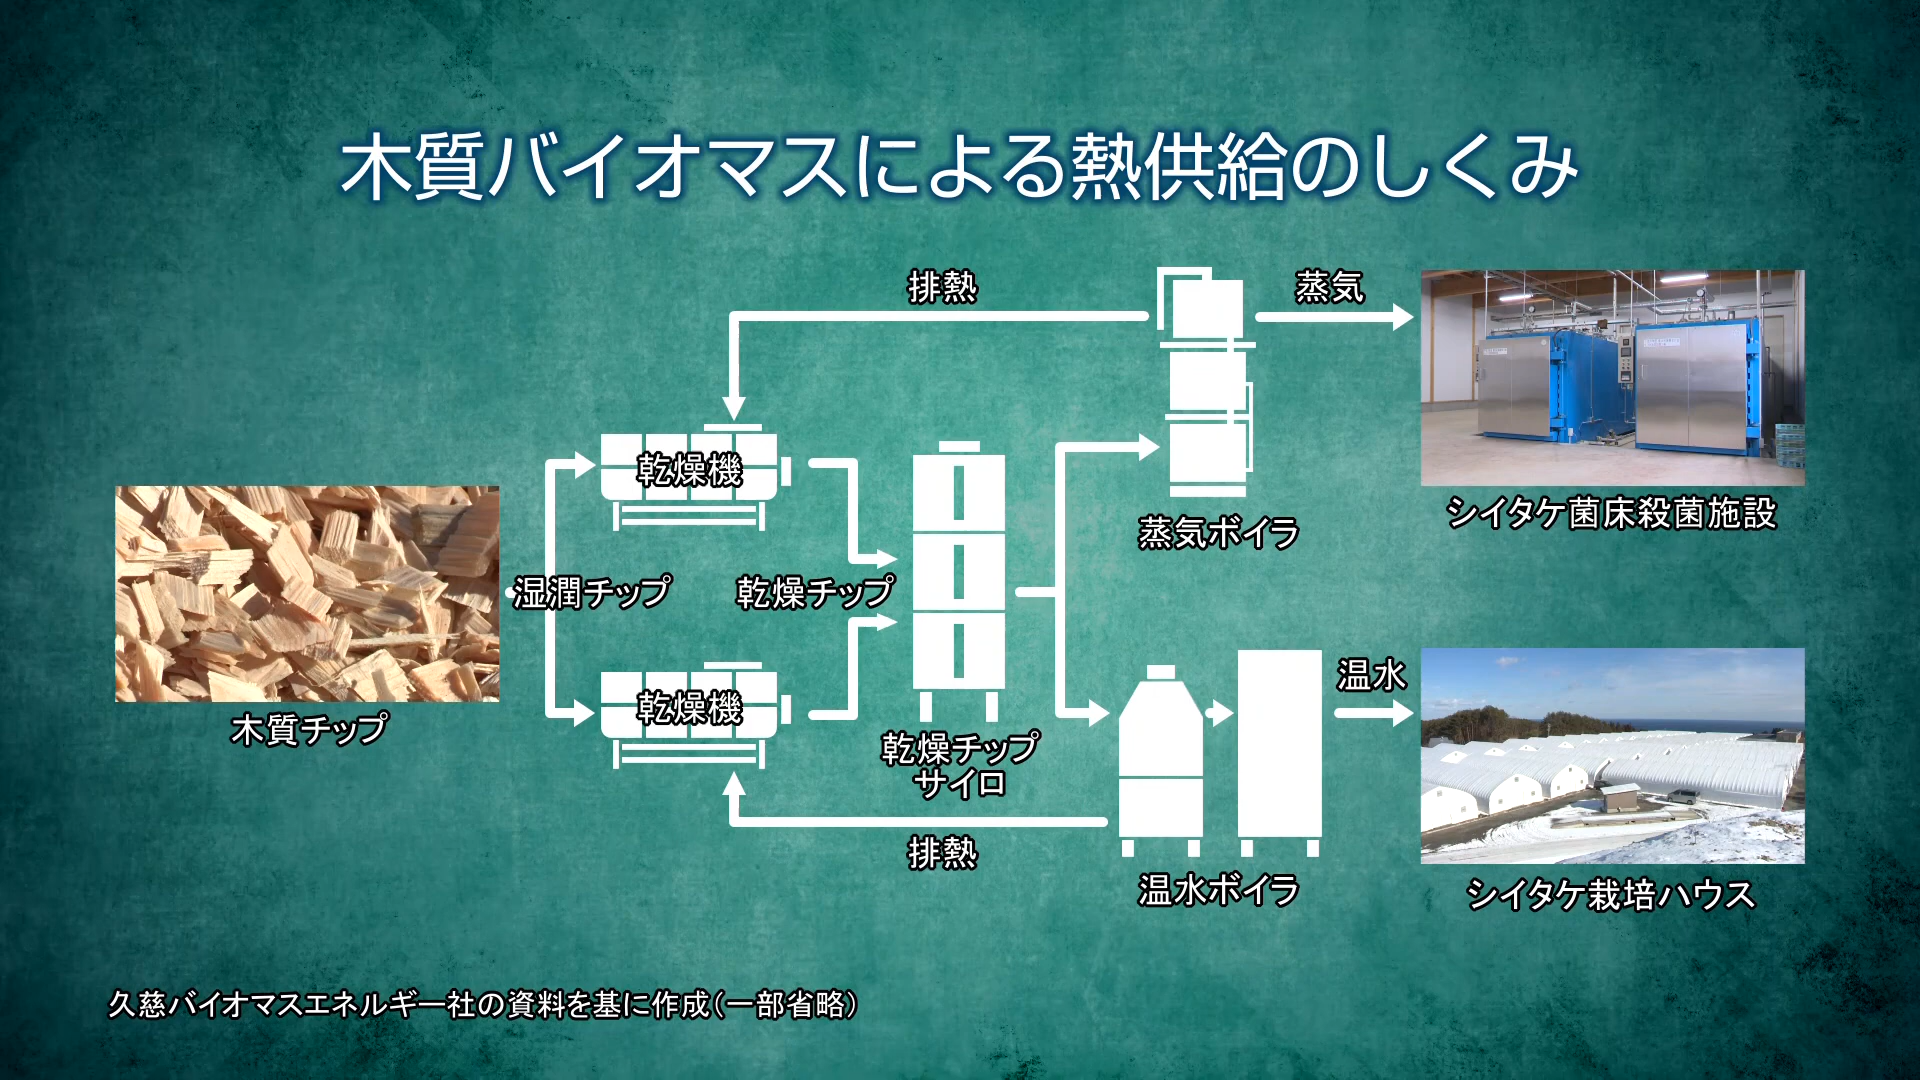 木質バイオマスによる熱供給のしくみ
排熱
蒸気
乾燥機
シイタケ菌床殺菌施設
蒸気ボイラ
湿潤チップ
乾燥チップ
温水
乾燥機
木質チップ
乾燥チップ
サイロ
排熱
温水ボイラ
シイタケ栽培ハウス
久慈バイオマスエネルギー社の資料を基に作成（一部省略）